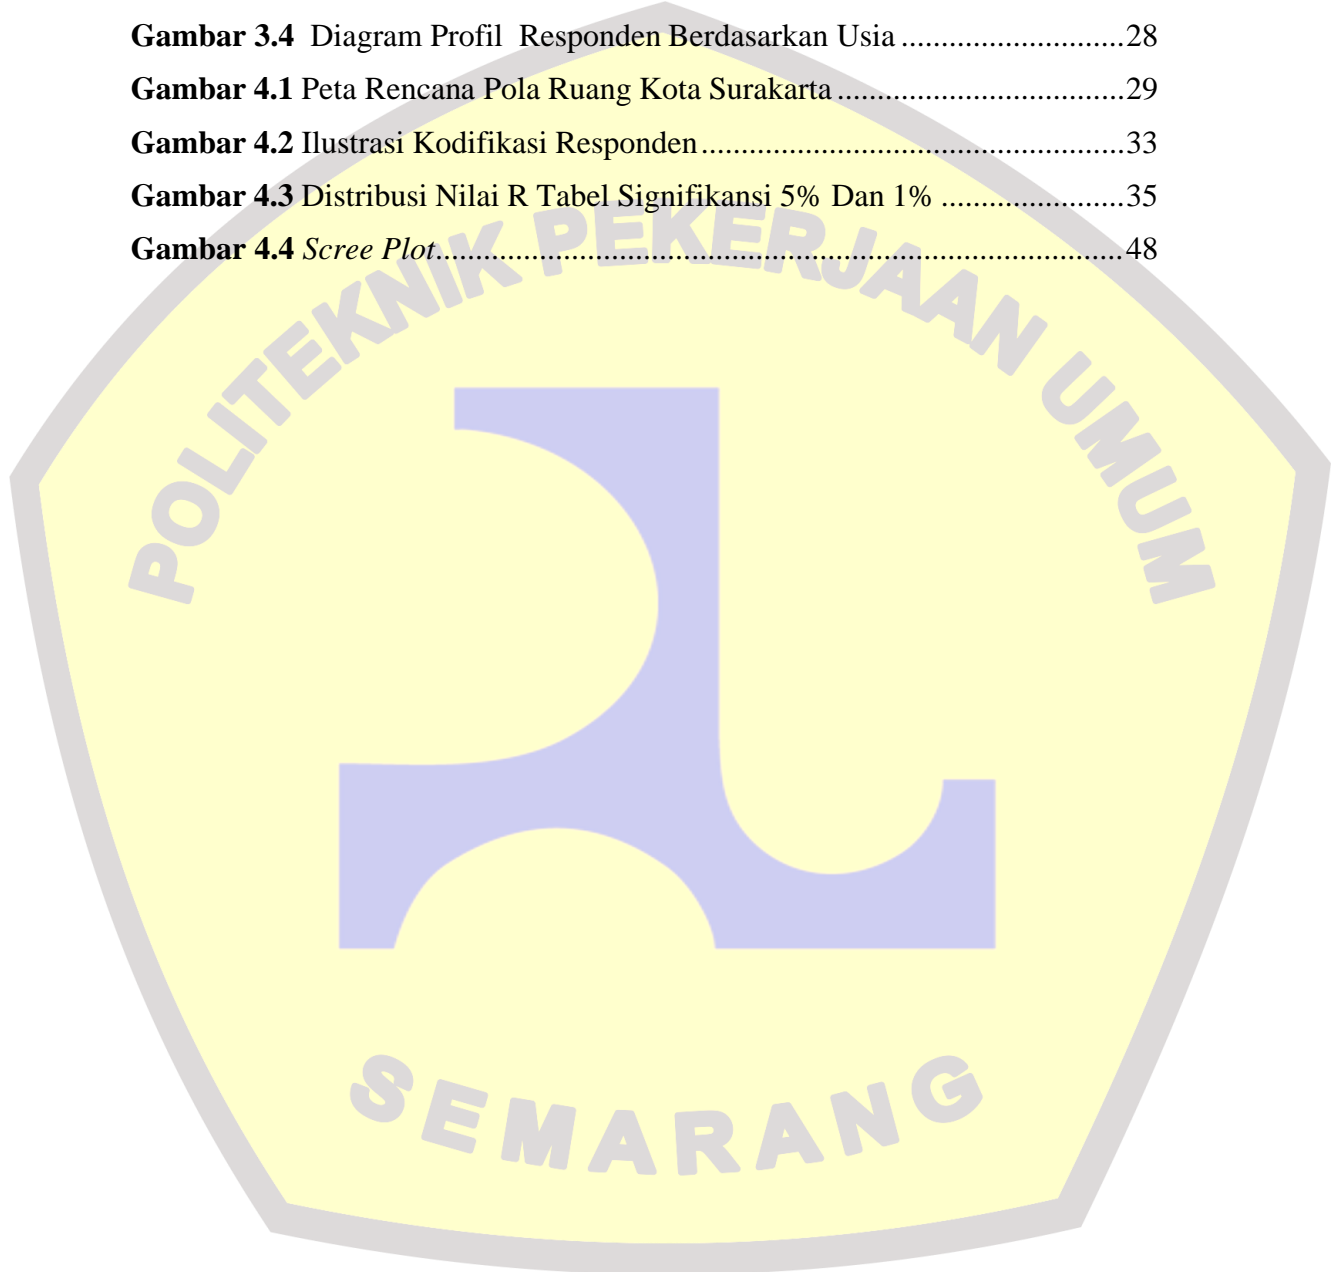 Gambar 3.4 Diagram Profil Responden Berdasarkan Usia ............................28
Gambar 4.1 Peta Rencana Pola Ruang Kota Surakarta....................................29
Gambar 4.2 Ilustrasi Kodifikasi Responden.....................................................33
Gambar 4.3 Distribusi Nilai R Tabel Signifikansi 5% Dan 1% .......................35
Gambar 4.4 Scree Plot......................................................................................48
POLITEKNIK PEKERJAAN UMUM
SEMARANG